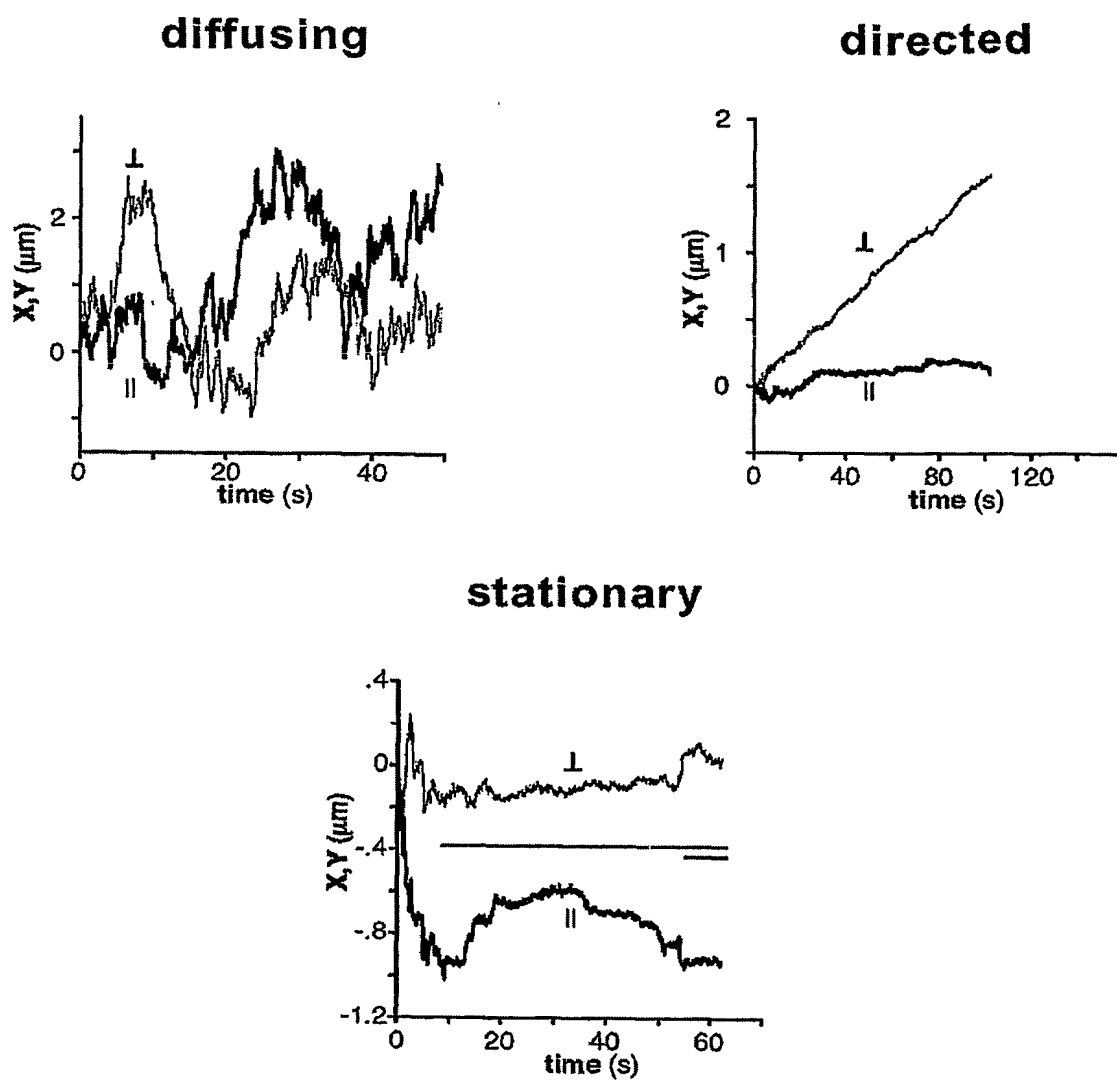 diffusing
⊥
2
0
X,Y (μm)
||
0 20 40
time (s)
directed
2
1
0
X,Y (μm)
⊥
||
0 40 80 120
time (s)
stationary
.4
0
-.4
-.8
-1.2
X,Y (μm)
⊥
||
0 20 40 60
time (s)